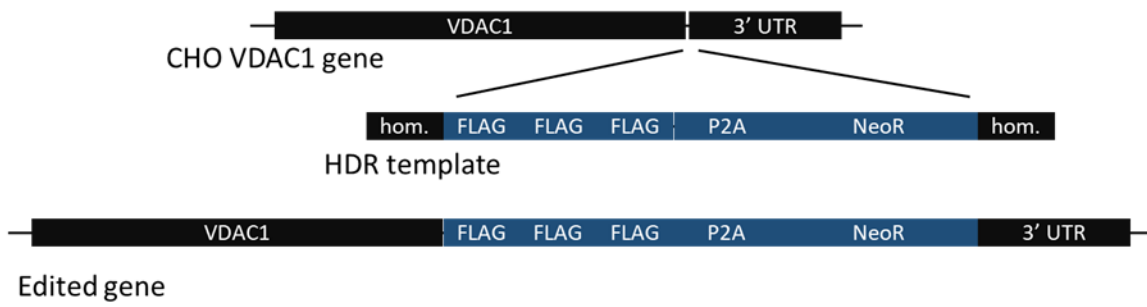 VDAC1 3’ UTR
CHO VDAC1 gene
hom. FLAG FLAG FLAG P2A NeoR hom.
HDR template
VDAC1 FLAG FLAG FLAG P2A NeoR 3’ UTR
Edited gene